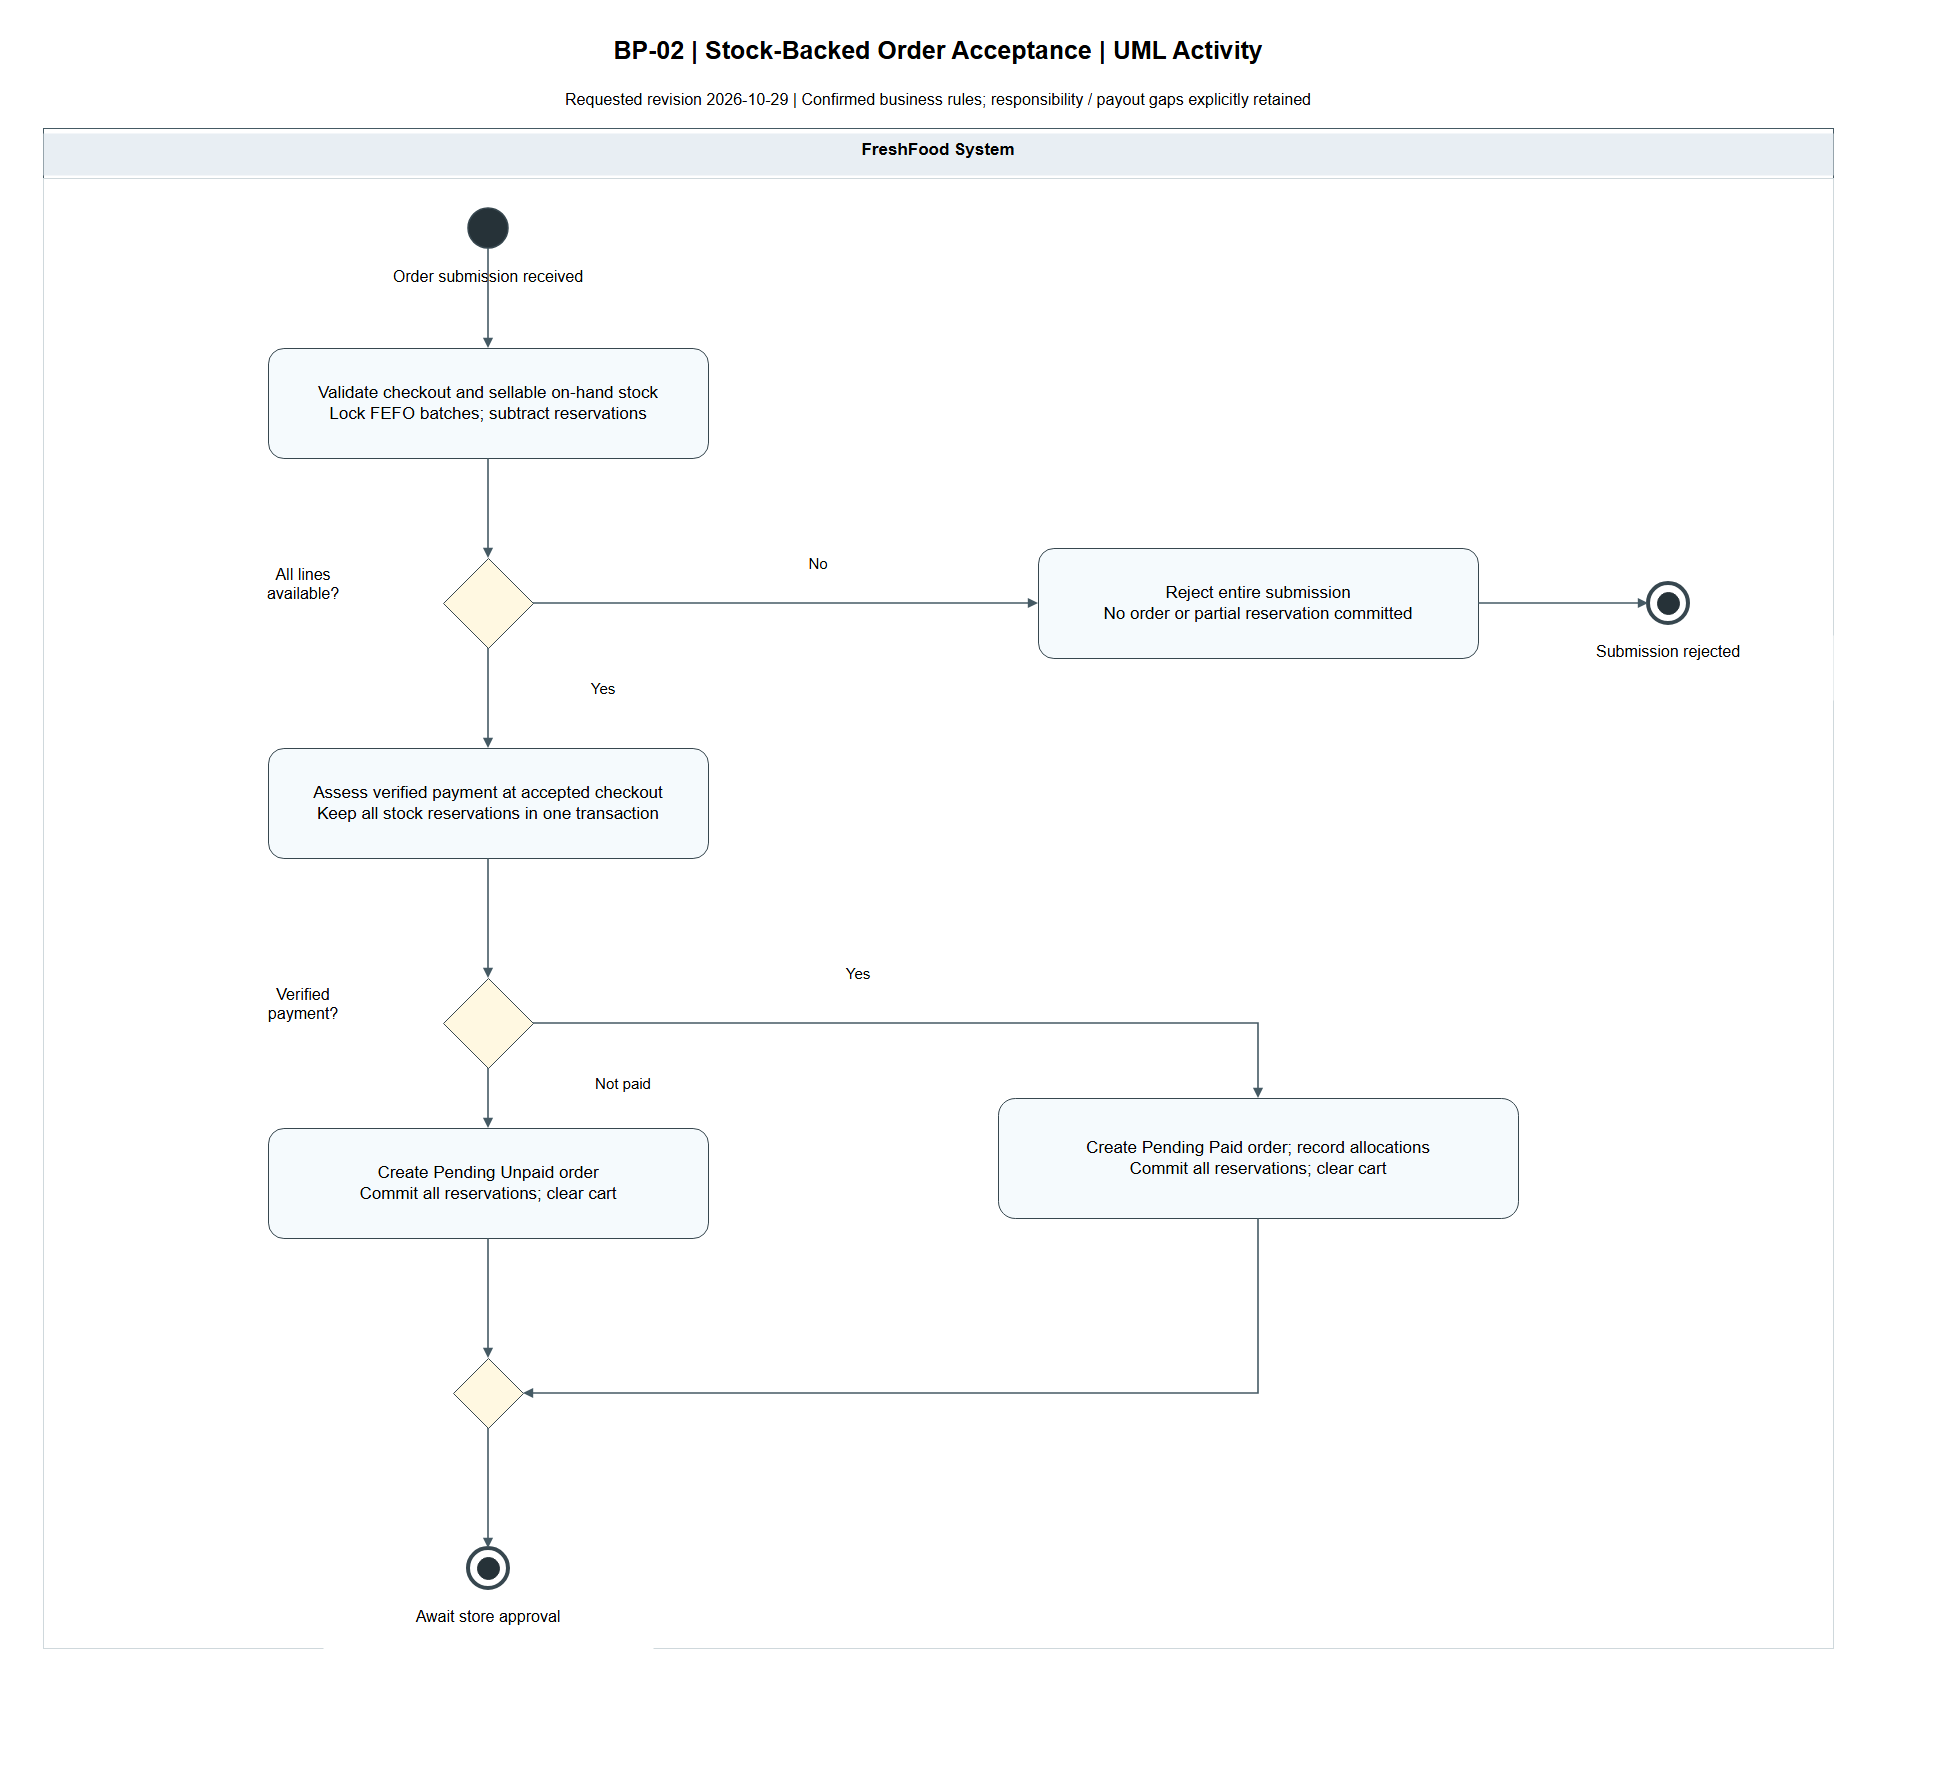 BP-02 | Stock-Backed Order Acceptance | UML Activity
Requested revision 2026-10-29 | Confirmed business rules; responsibility / payout gaps explicitly retained
FreshFood System
Order submission received
Validate checkout and sellable on-hand stock
Lock FEFO batches; subtract reservations
All lines
available?
No
Reject entire submission
No order or partial reservation committed
Submission rejected
Yes
Assess verified payment at accepted checkout
Keep all stock reservations in one transaction
Verified
payment?
Yes
Not paid
Create Pending Unpaid order
Commit all reservations; clear cart
Create Pending Paid order; record allocations
Commit all reservations; clear cart
Await store approval